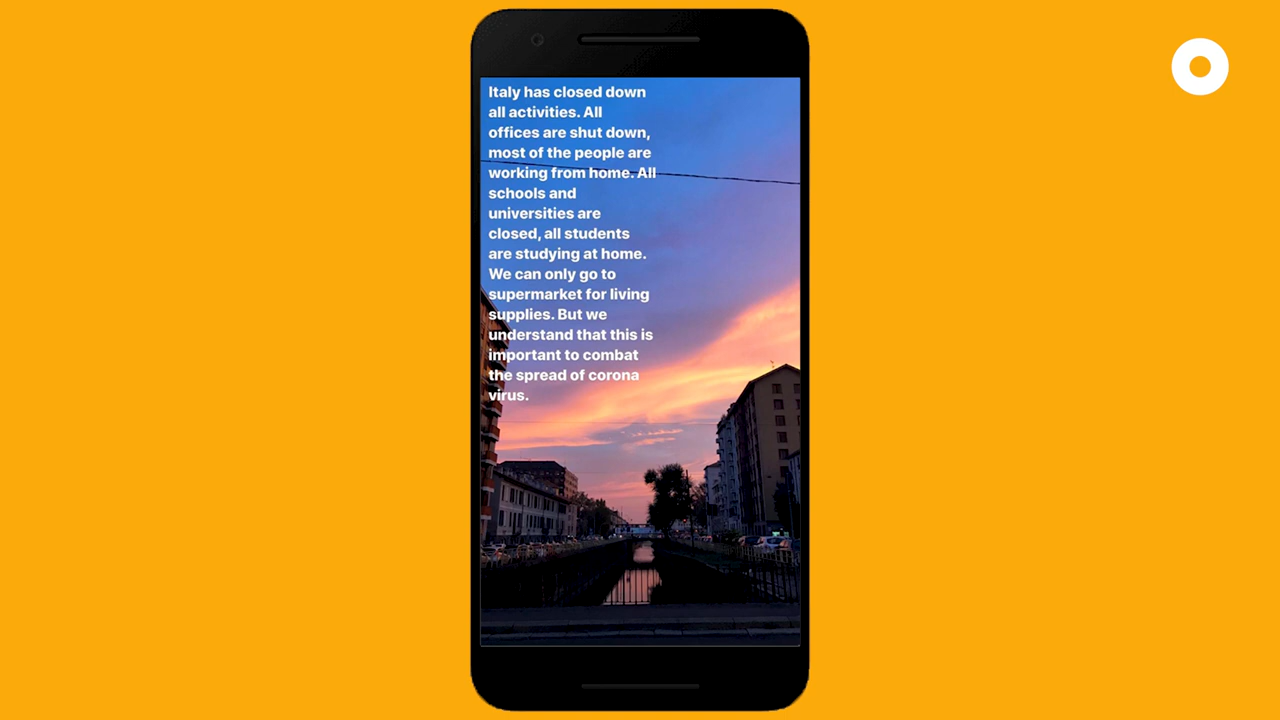 Italy has closed down
all activities. All
offices are shut down,
most of the people are
working from home. All
schools and
universities are
closed, all students
are studying at home.
We can only go to
supermarket for living
supplies. But we
understand that this is
important to combat
the spread of corona
virus.